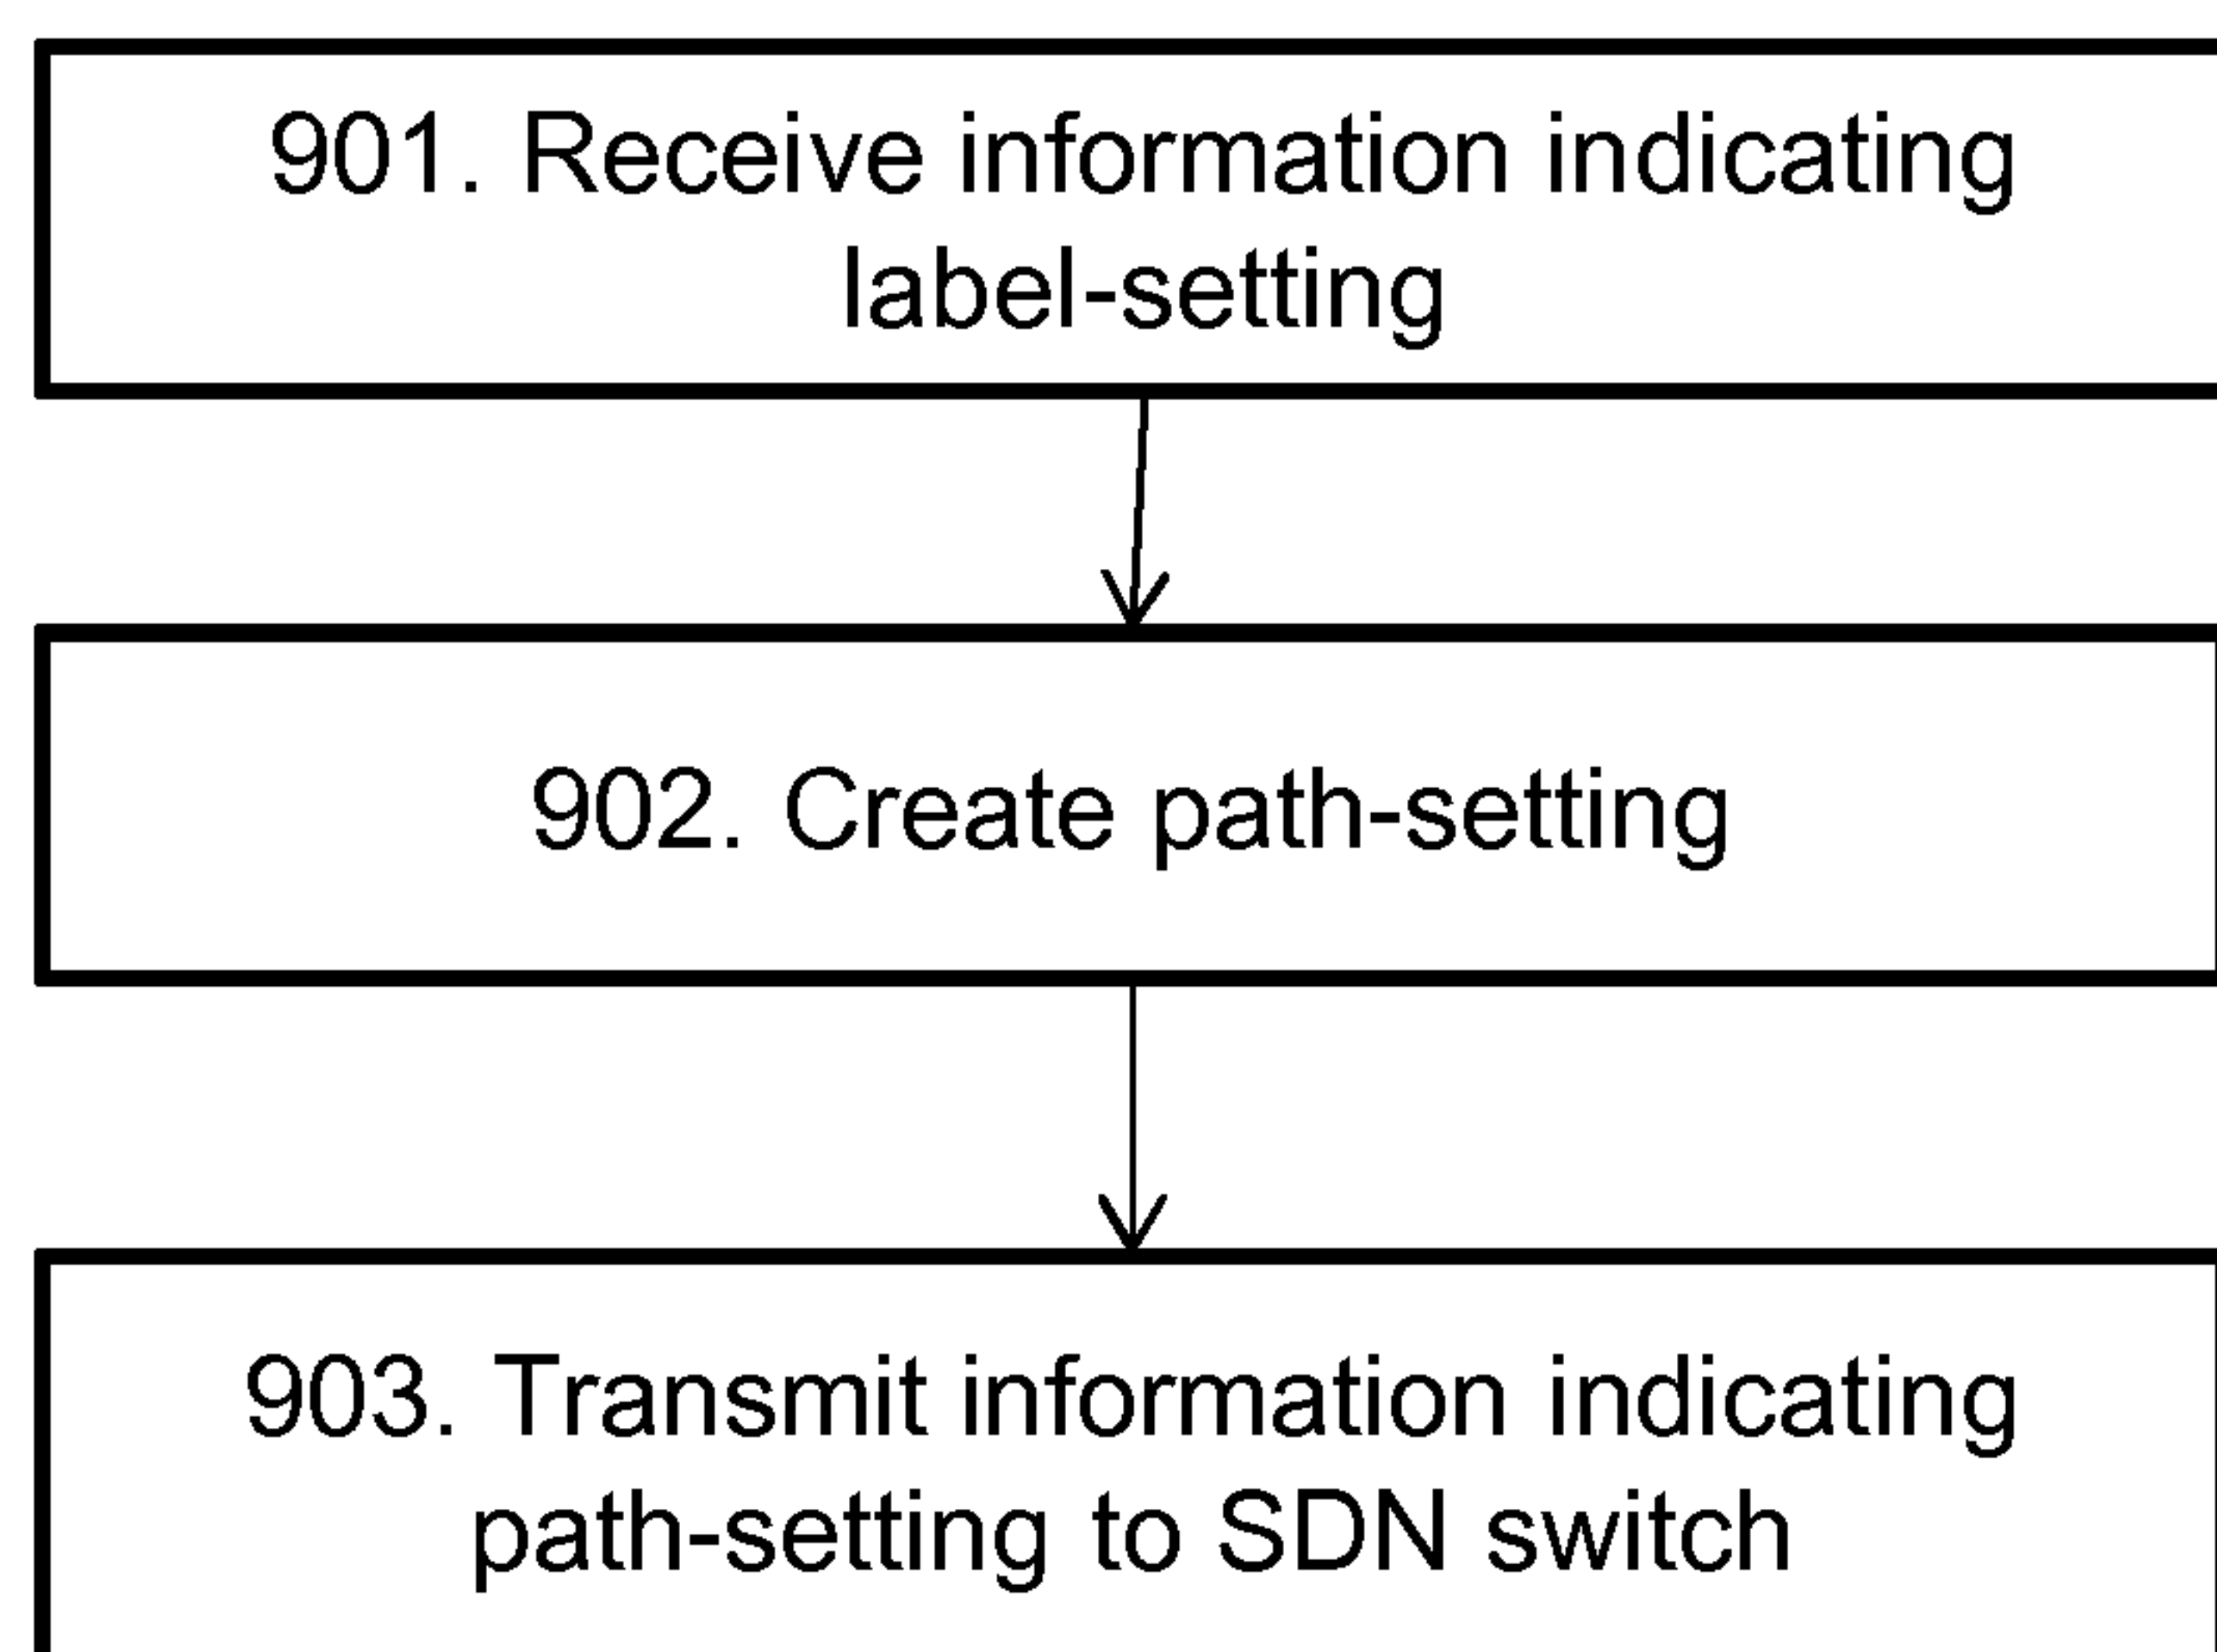 901. Receive information indicating
label-setting
902. Create path-setting
903. Transmit information indicating
path-setting to SDN switch